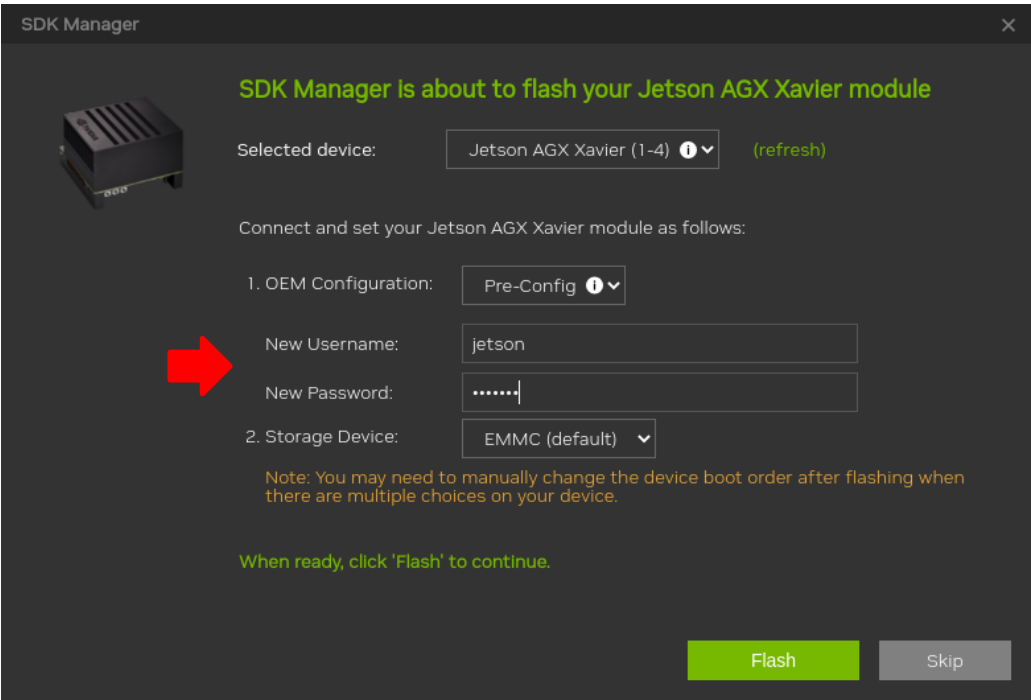 SDK Manager
SDK Manager is about to flash your Jetson AGX Xavier module
Selected device: Jetson AGX Xavier (1-4) (refresh)
Connect and set your Jetson AGX Xavier module as follows:
1. OEM Configuration: Pre-Config
New Username: jetson
New Password: •••••••
2. Storage Device: EMMC (default)
Note: You may need to manually change the device boot order after flashing when
there are multiple choices on your device.
When ready, click 'Flash' to continue.
Flash Skip